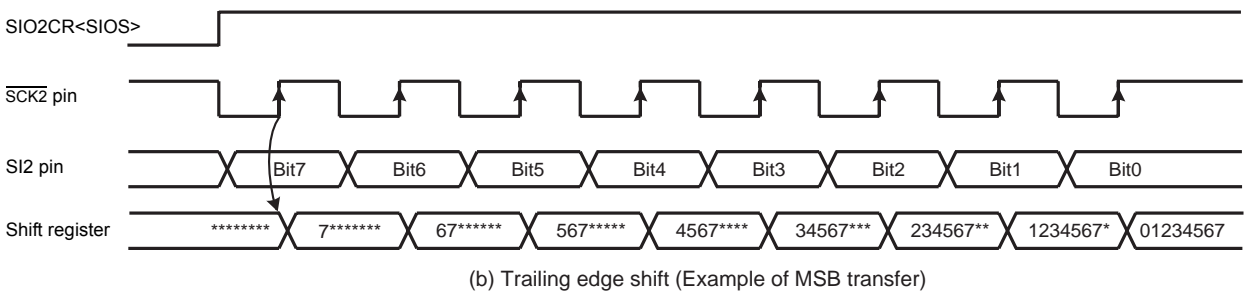 SIO2CR<SIOS>
SCK2 pin
SI2 pin Bit7 Bit6 Bit5 Bit4 Bit3 Bit2 Bit1 Bit0
Shift register ******** 7******* 67****** 567***** 4567**** 34567*** 234567** 1234567* 01234567
(b) Trailing edge shift (Example of MSB transfer)